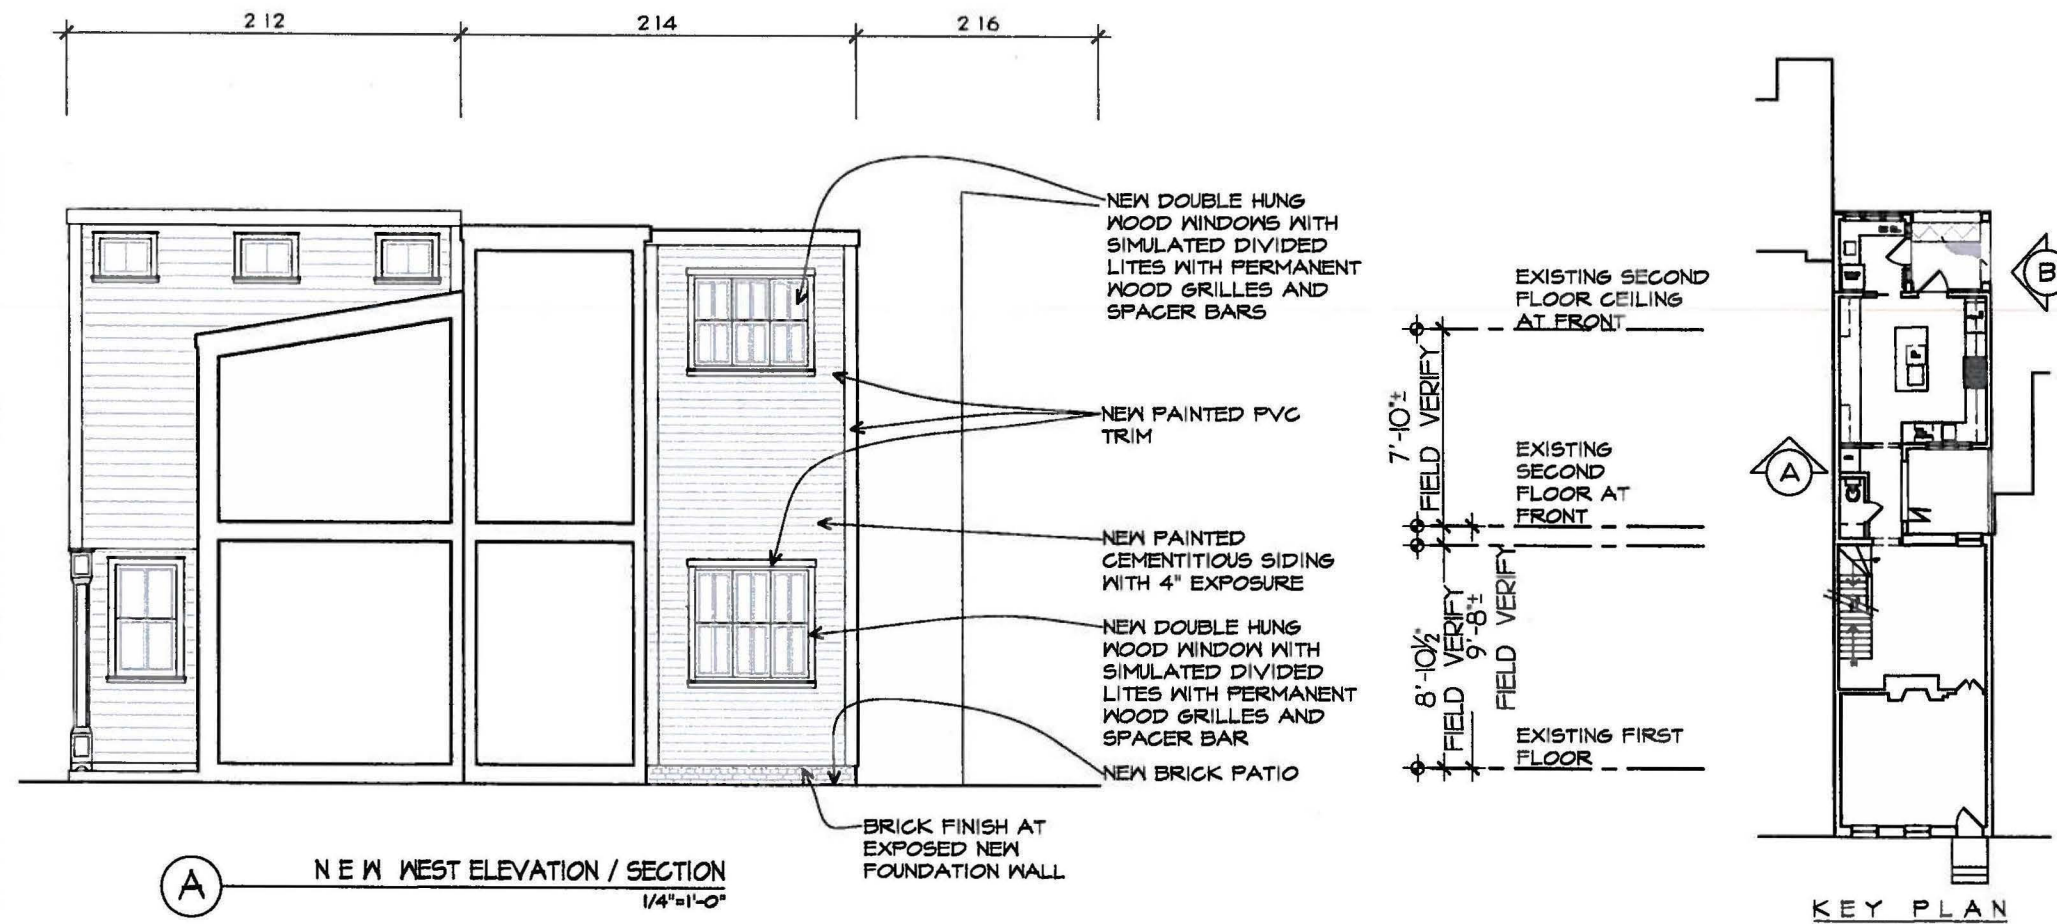 212
214
216
NEW DOUBLE HUNG
WOOD WINDOWS WITH
SIMULATED DIVIDED
LITES WITH PERMANENT
WOOD GRILLES AND
SPACER BARS
NEW PAINTED PVC
TRIM
NEW PAINTED
CEMENTITIOUS SIDING
WITH 4" EXPOSURE
NEW DOUBLE HUNG
WOOD WINDOW WITH
SIMULATED DIVIDED
LITES WITH PERMANENT
WOOD GRILLES AND
SPACER BAR
NEW BRICK PATIO
BRICK FINISH AT
EXPOSED NEW
FOUNDATION WALL
EXISTING SECOND
FLOOR CEILING
AT FRONT
7'-10"±
FIELD VERIFY
EXISTING
SECOND
FLOOR AT
FRONT
8'-10½"
FIELD VERIFY
9'-8"±
FIELD VERIFY
EXISTING FIRST
FLOOR
A
NEW WEST ELEVATION / SECTION
1/4"=1'-0"
B
A
KEY PLAN